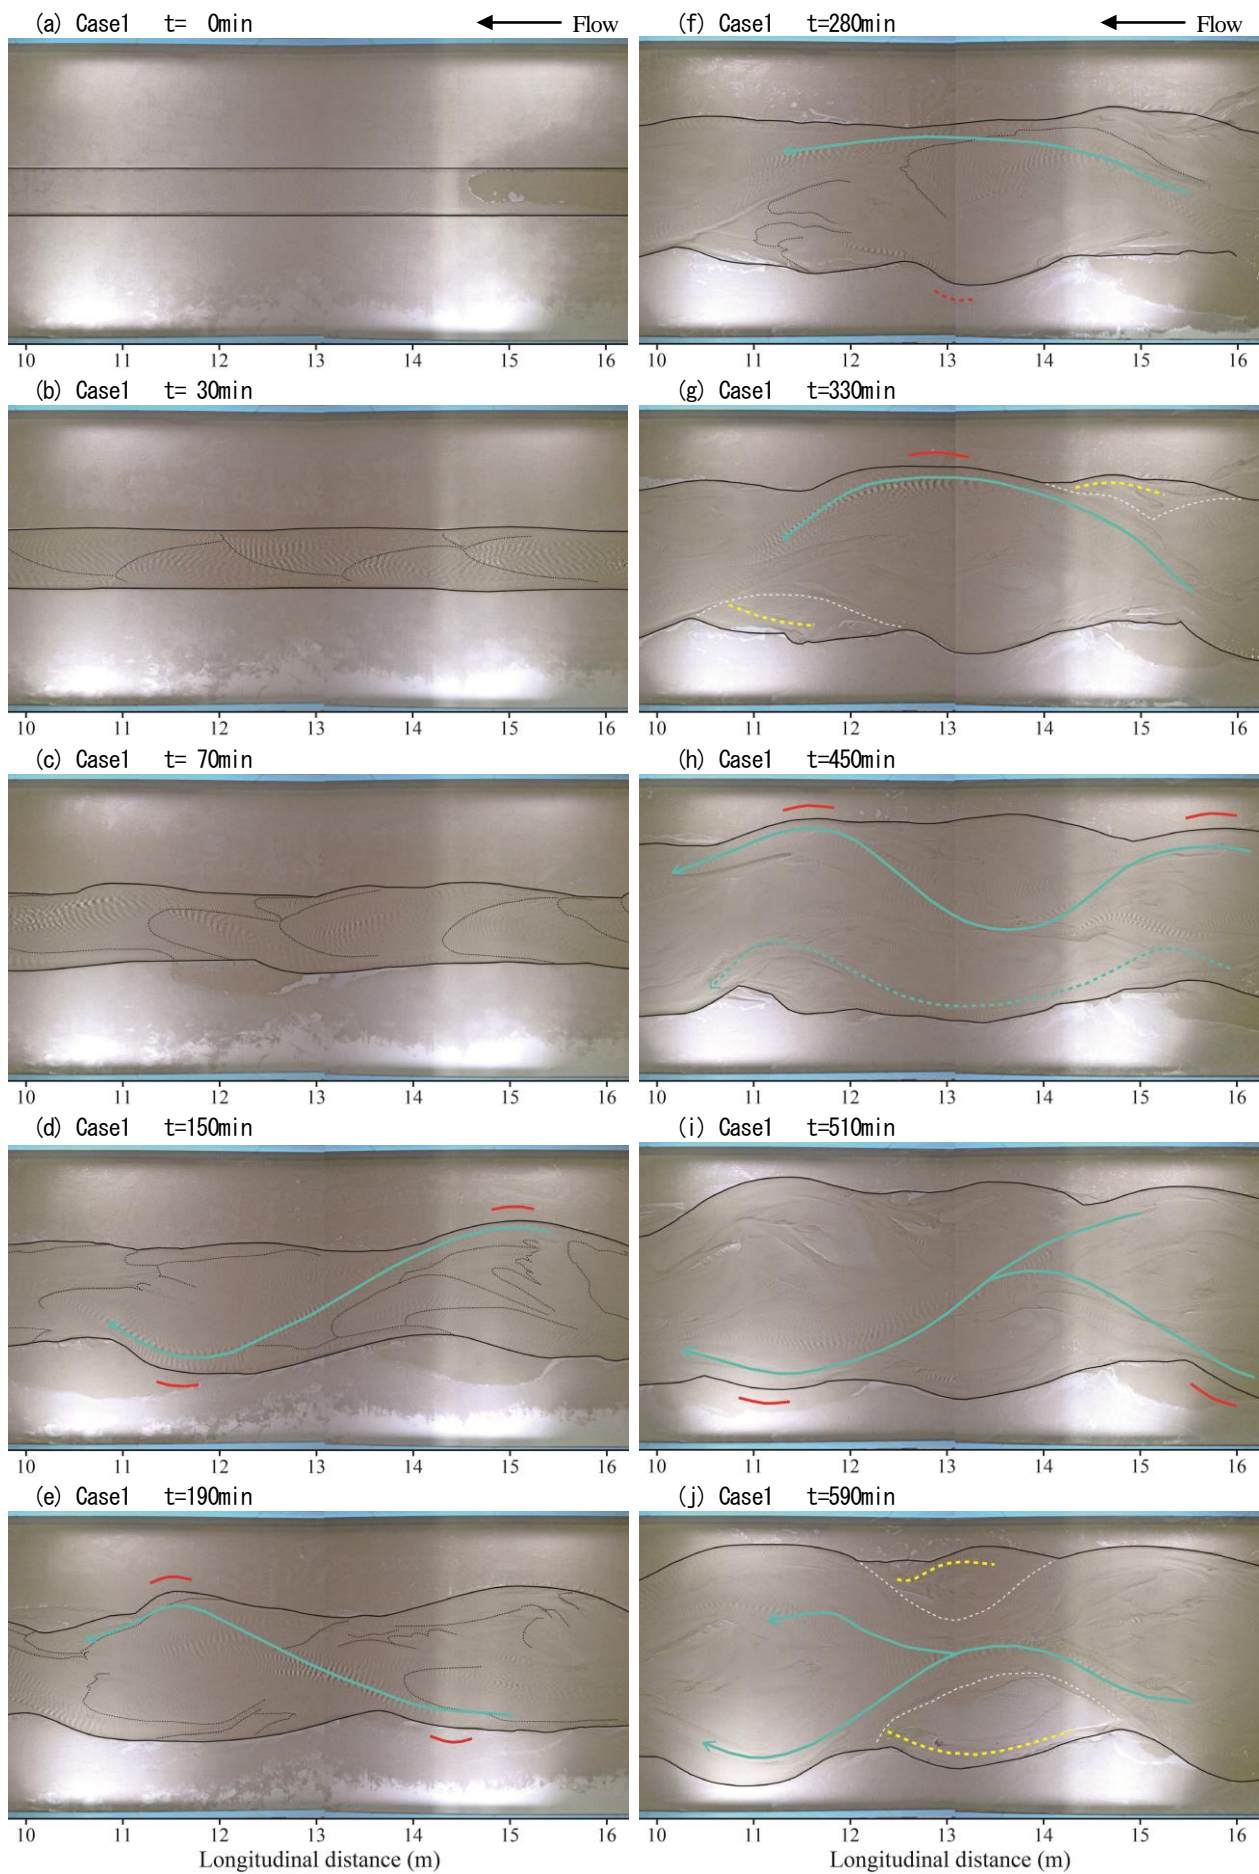 (a) Case1 t= 0min Flow
10 11 12 13 14 15 16
(b) Case1 t= 30min
10 11 12 13 14 15 16
(c) Case1 t= 70min
10 11 12 13 14 15 16
(d) Case1 t=150min
10 11 12 13 14 15 16
(e) Case1 t=190min
10 11 12 13 14 15 16
Longitudinal distance (m)
(f) Case1 t=280min Flow
10 11 12 13 14 15 16
(g) Case1 t=330min
10 11 12 13 14 15 16
(h) Case1 t=450min
10 11 12 13 14 15 16
(i) Case1 t=510min
10 11 12 13 14 15 16
(j) Case1 t=590min
10 11 12 13 14 15 16
Longitudinal distance (m)